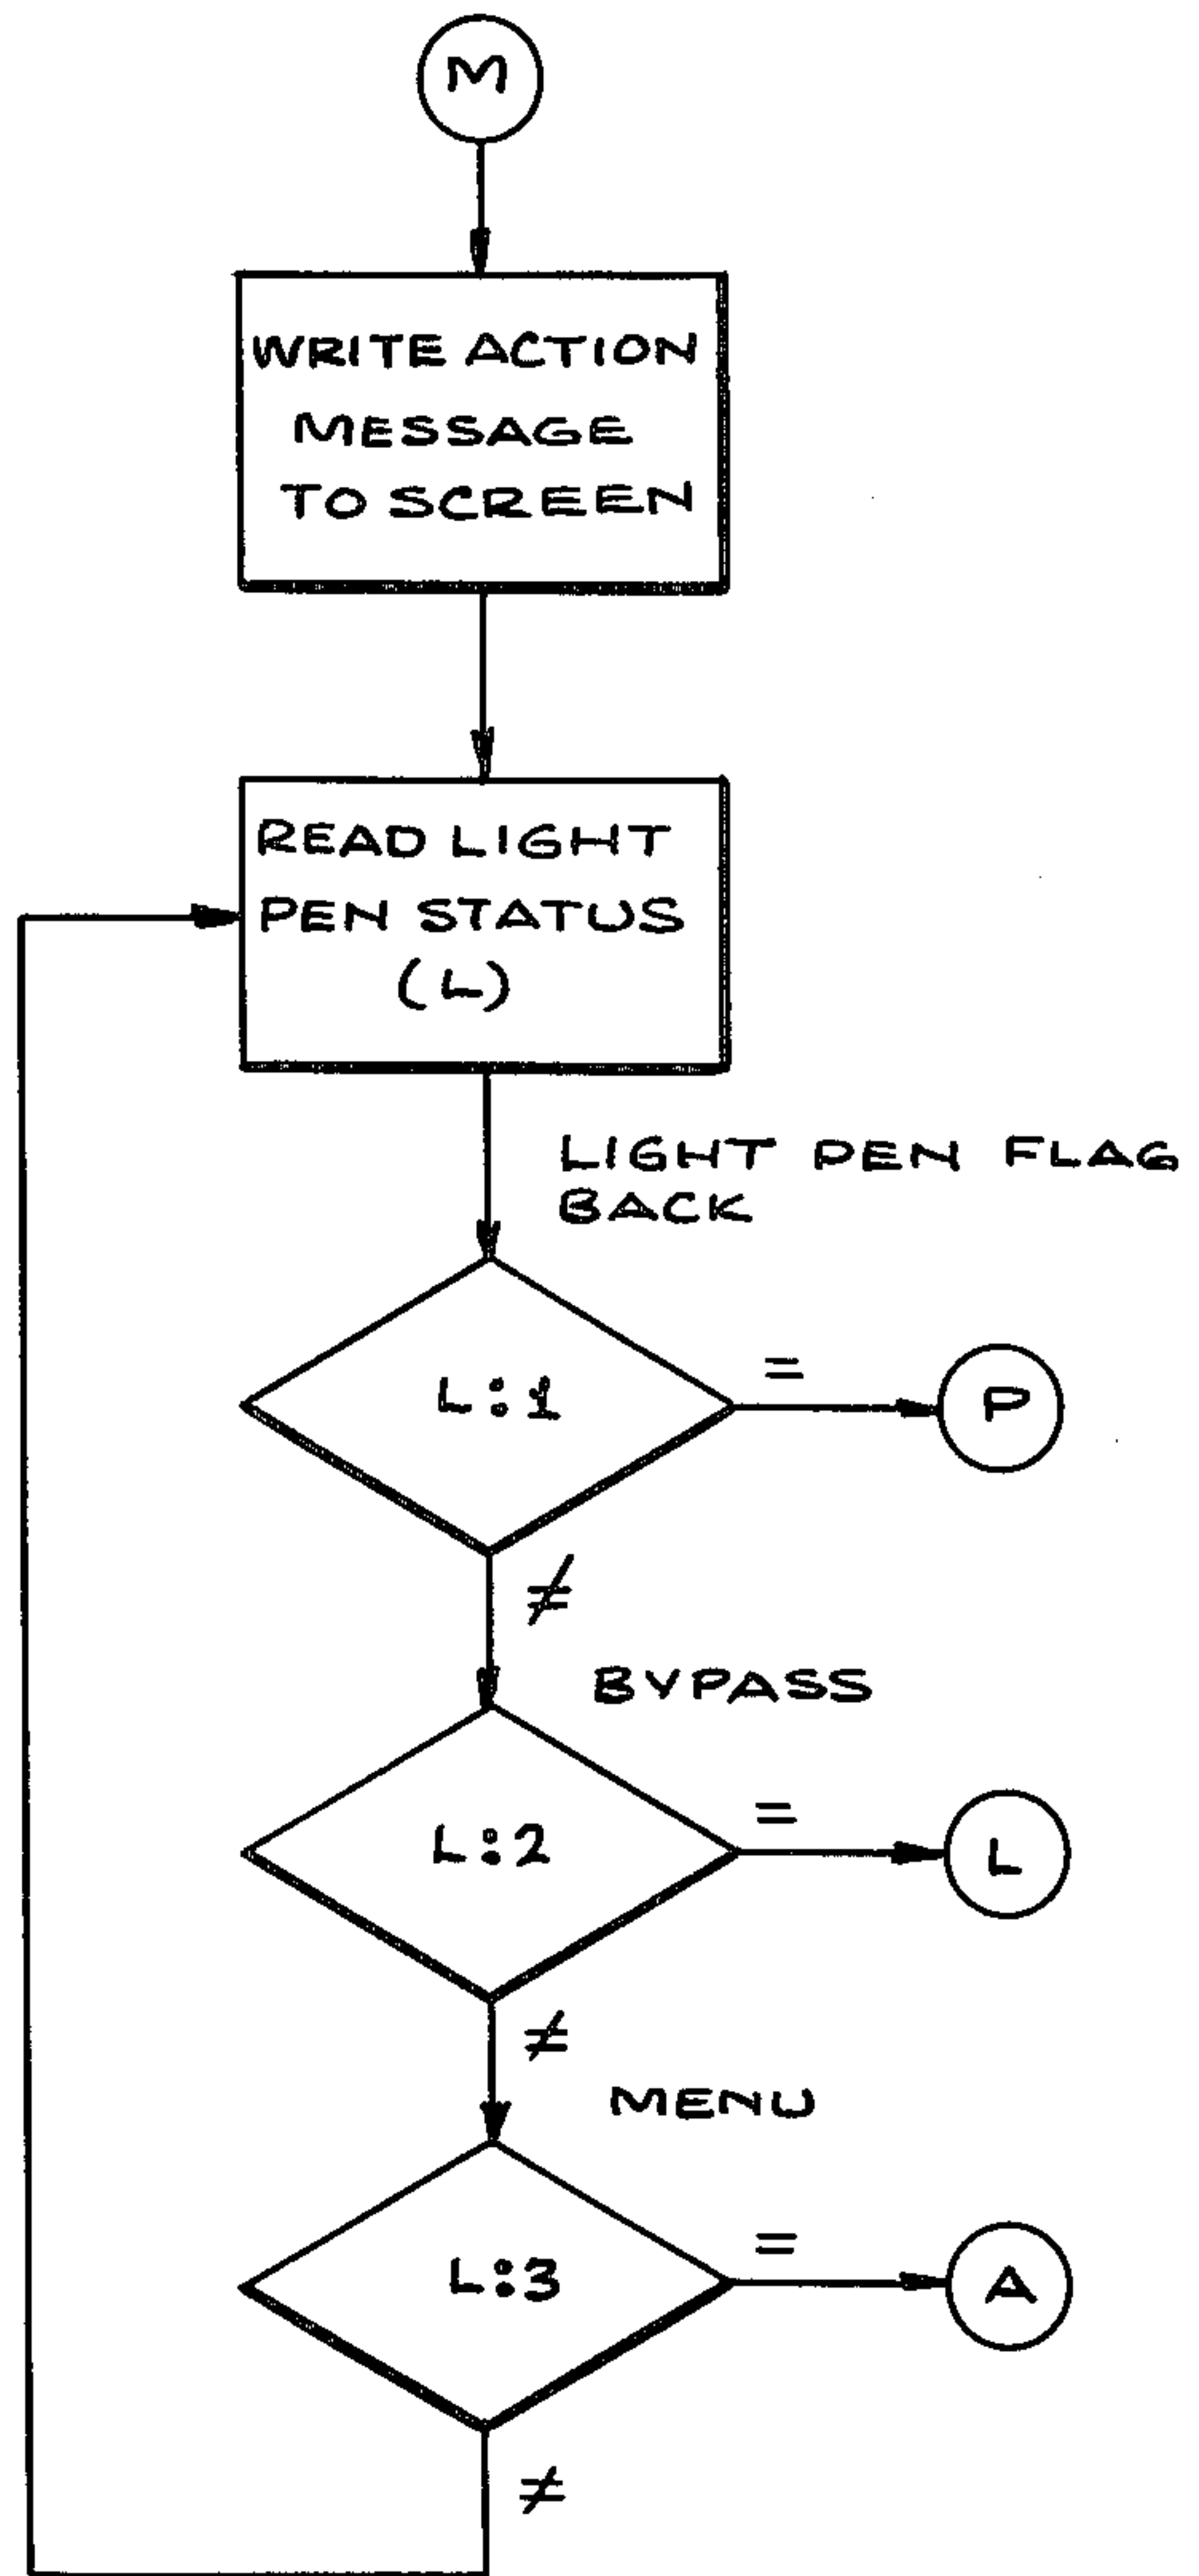 M
WRITE ACTION
MESSAGE
TO SCREEN
READ LIGHT
PEN STATUS
(L)
LIGHT PEN FLAG
BACK
L:1
=
P
≠
BYPASS
L:2
=
L
≠
MENU
L:3
=
A
≠